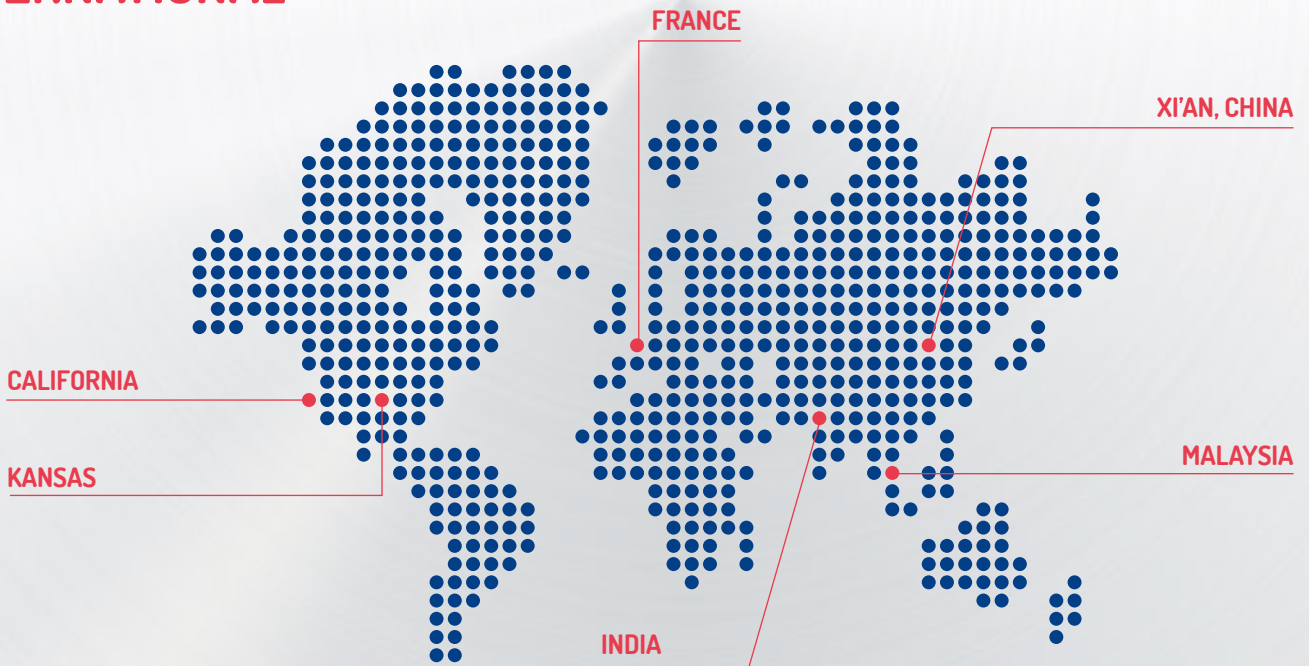 FRANCE
XI'AN, CHINA
CALIFORNIA
KANSAS
MALAYSIA
INDIA